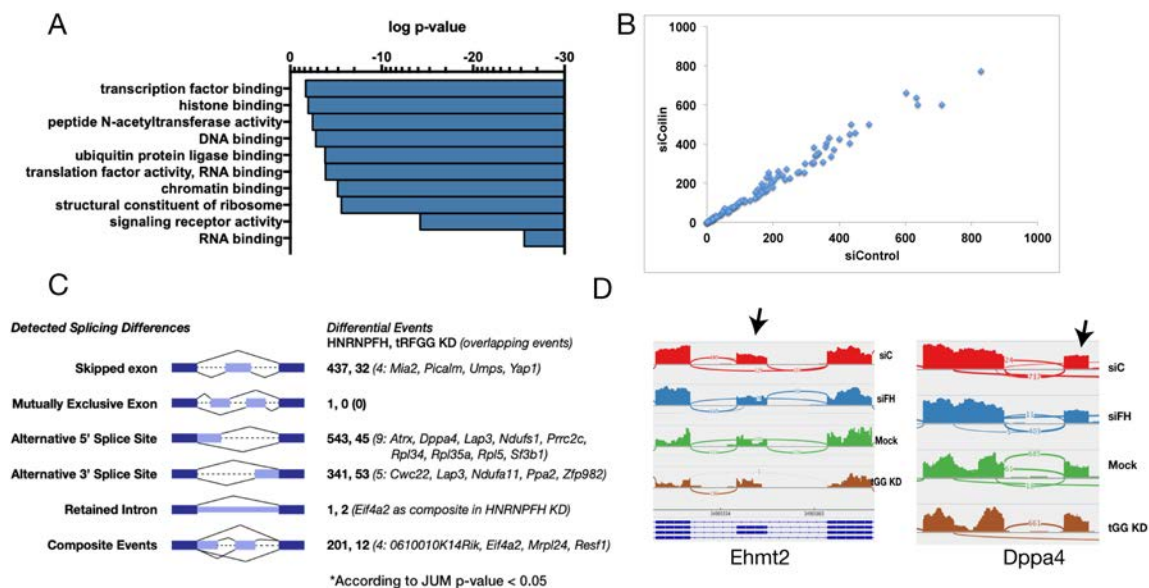 A
log p-value
0 -10 -20 -30
transcription factor binding
histone binding
peptide N-acetyltransferase activity
DNA binding
ubiquitin protein ligase binding
translation factor activity, RNA binding
chromatin binding
structural constituent of ribosome
signaling receptor activity
RNA binding
B
1000
800
600
400
200
0
siCoilin
0 200 400 600 800 1000
siControl
C
Detected Splicing Differences
Differential Events
HNRNPFH, tRFGG KD (overlapping events)
Skipped exon
437, 32 (4: Mia2, Picalm, Umps, Yap1)
Mutually Exclusive Exon
1, 0 (0)
Alternative 5' Splice Site
543, 45 (9: Atrx, Dppa4, Lap3, Ndufs1, Prrc2c,
Rpl34, Rpl35a, Rpl5, Sf3b1)
Alternative 3' Splice Site
341, 53 (5: Cwc22, Lap3, Ndufa11, Ppa2, Zfp982)
Retained Intron
1, 2 (Eif4a2 as composite in HNRNPFH KD)
Composite Events
201, 12 (4: 0610010K14Rik, Eif4a2, Mrpl24, Resf1)
*According to JUM p-value < 0.05
D
siC
siFH
Mock
tGG KD
Ehmt2
siC
siFH
Mock
tGG KD
Dppa4